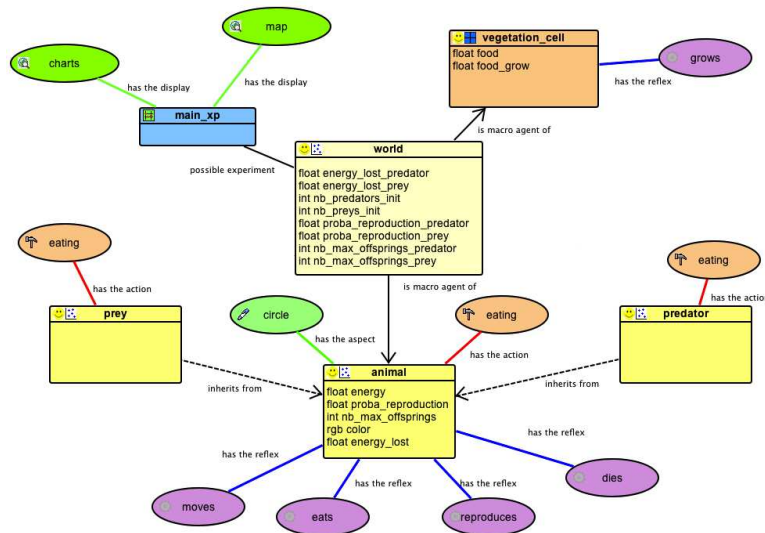 map
charts
has the display
has the display
main_xp
vegetation_cell
float food
float food_grow
grows
has the reflex
is macro agent of
possible experiment
world
float energy_lost_predator
float energy_lost_prey
int nb_predators_init
int nb_preys_init
float proba_reproduction_predator
float proba_reproduction_prey
int nb_max_offsprings_predator
int nb_max_offsprings_prey
is macro agent of
eating
has the action
prey
circle
has the aspect
eating
has the action
eating
has the action
predator
inherits from
inherits from
animal
float energy
float proba_reproduction
int nb_max_offsprings
rgb color
float energy_lost
has the reflex
has the reflex
has the reflex
has the reflex
moves
eats
reproduces
dies